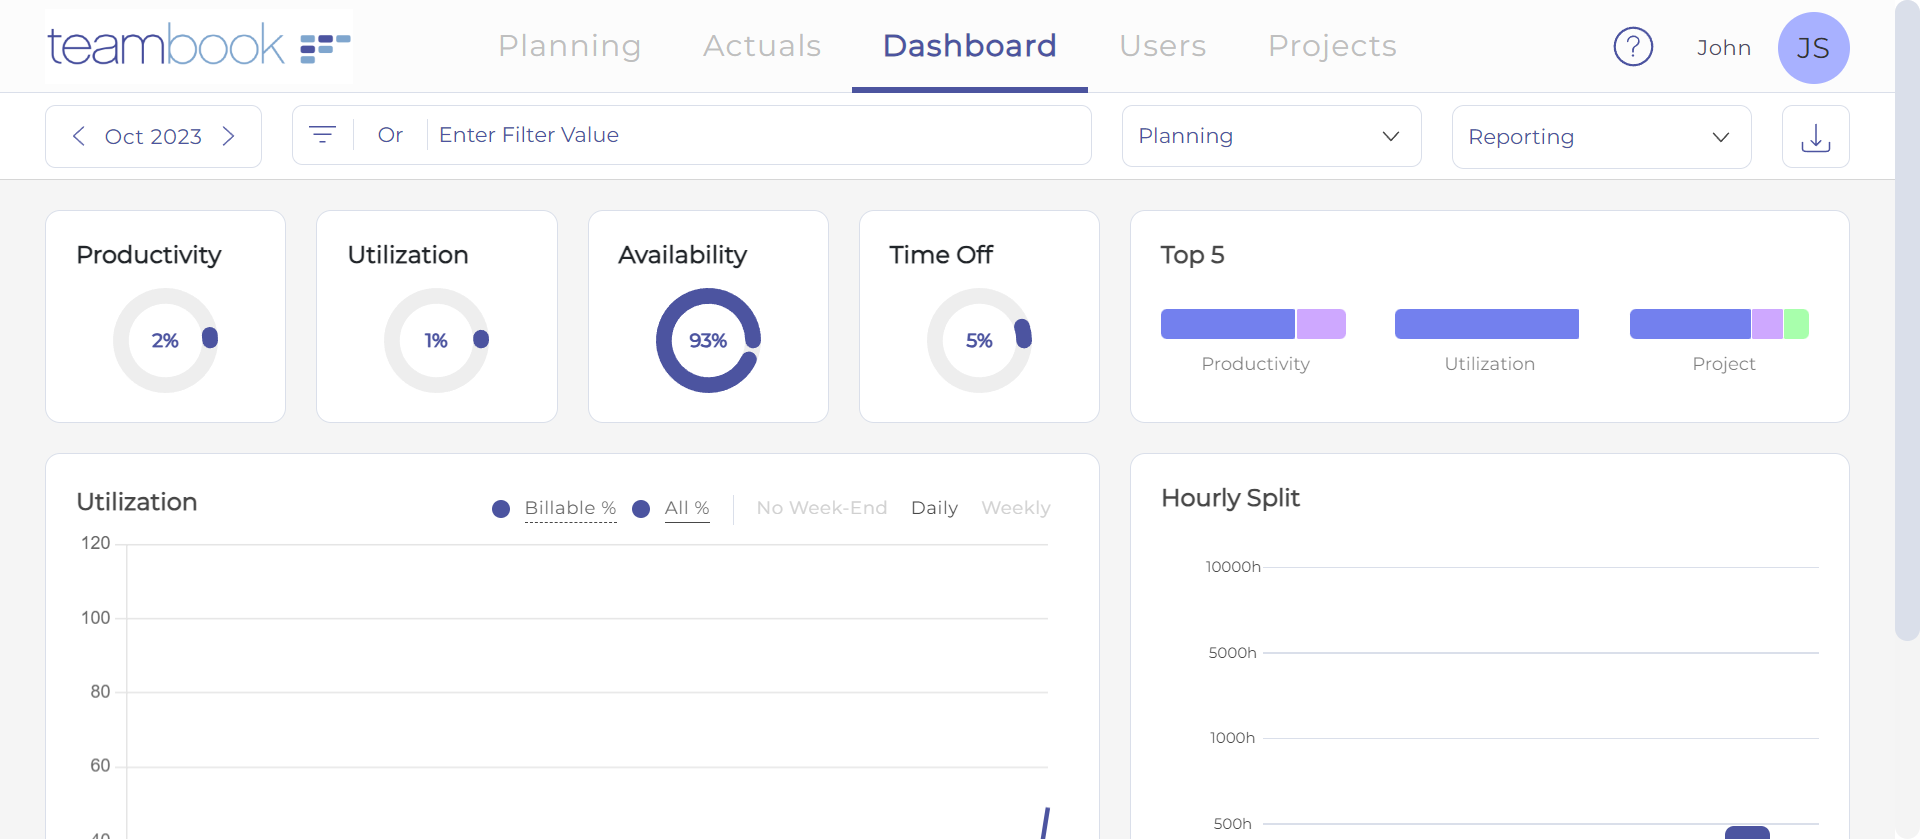 teambook
Planning
Actuals
Dashboard
Users
Projects
?
John
JS
Oct 2023
Or
Enter Filter Value
Planning
Reporting
Productivity
2%
Utilization
1%
Availability
93%
Time Off
5%
Top 5
Productivity
Utilization
Project
Utilization
Billable %
All %
No Week-End
Daily
Weekly
120
100
80
60
40
Hourly Split
10000h
5000h
1000h
500h